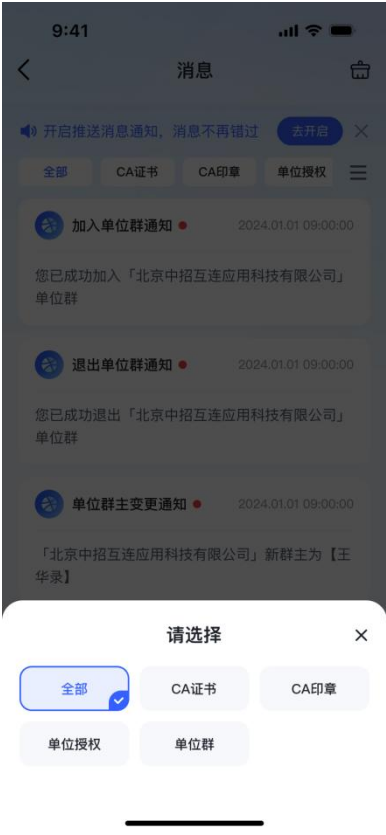 9:41
消息
开启推送消息通知，消息不再错过 去开启
全部 CA证书 CA印章 单位授权
加入单位群通知 2024.01.01 09:00:00
您已成功加入「北京中招互连应用科技有限公司」
单位群
退出单位群通知 2024.01.01 09:00:00
您已成功退出「北京中招互连应用科技有限公司」
单位群
单位群主变更通知 2024.01.01 09:00:00
「北京中招互连应用科技有限公司」新群主为【王
华录】
请选择
全部 CA证书 CA印章
单位授权 单位群